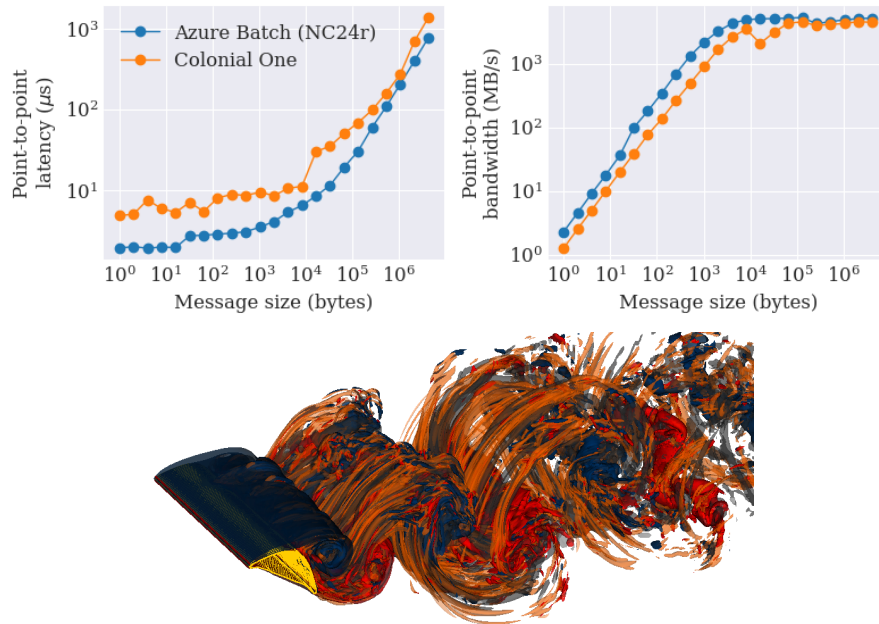 Azure Batch (NC24r)
Colonial One
Point-to-point
latency (μs)
10³
10²
10¹
10⁰ 10¹ 10² 10³ 10⁴ 10⁵ 10⁶
Message size (bytes)
Point-to-point
bandwidth (MB/s)
10³
10²
10¹
10⁰
10⁰ 10¹ 10² 10³ 10⁴ 10⁵ 10⁶
Message size (bytes)